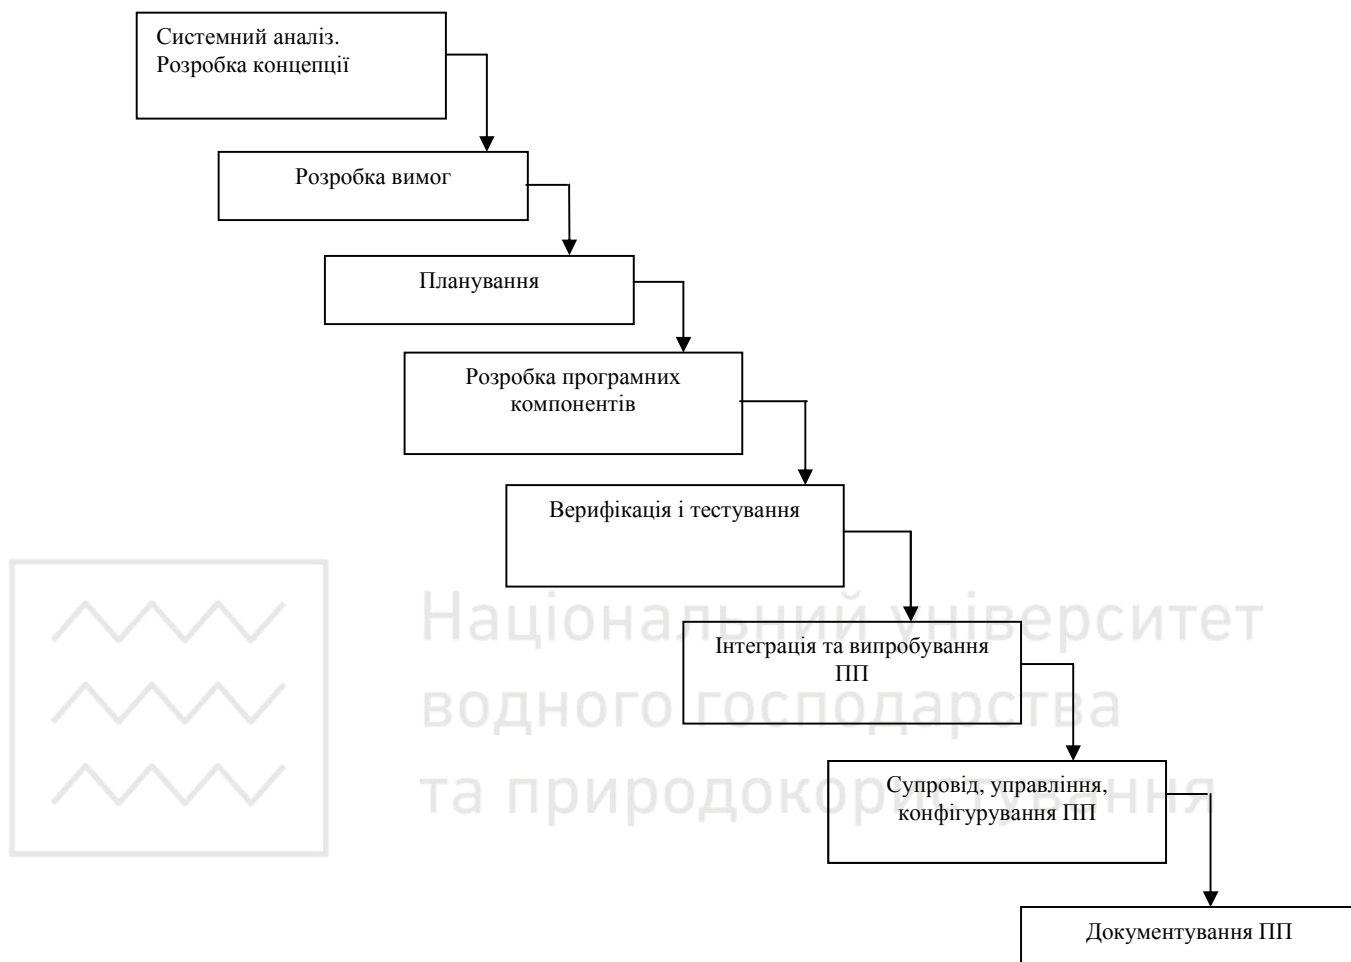 Системний аналіз.
Розробка концепції
Розробка вимог
Планування
Розробка програмних
компонентів
Верифікація і тестування
Національний університет
водного господарства
та природокористування
Інтеграція та випробування
ПП
Супровід, управління,
конфігурування ПП
Документування ПП